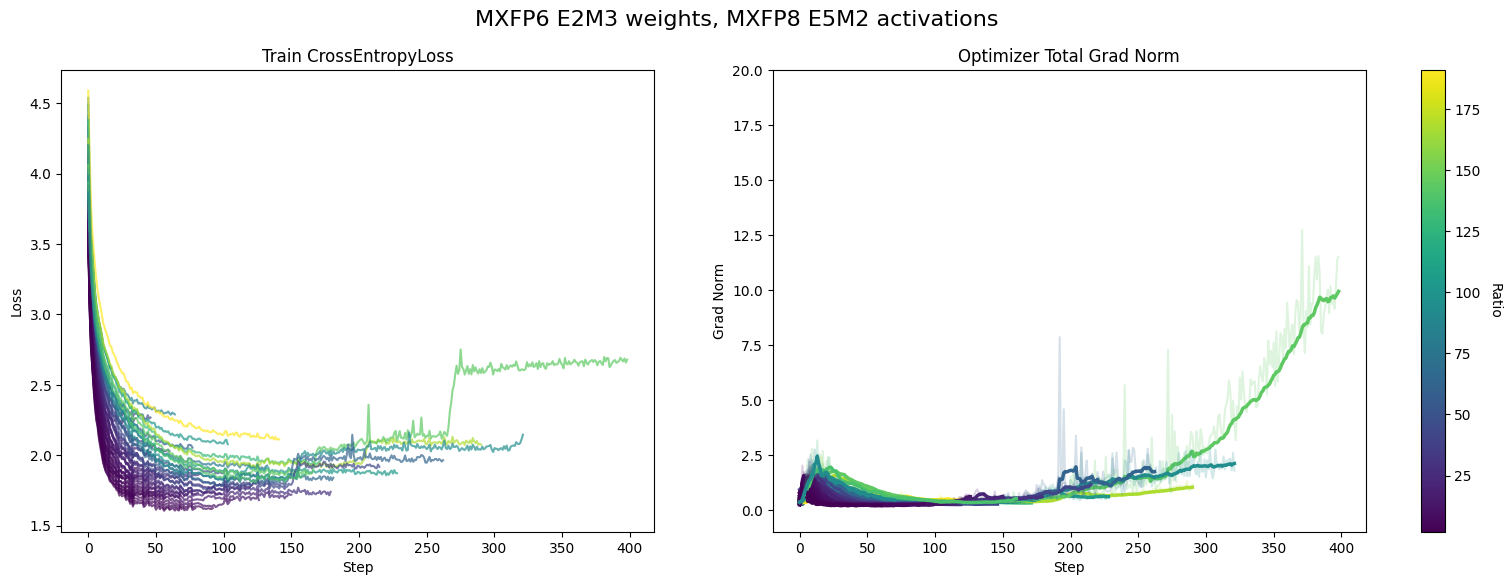 MXFP6 E2M3 weights, MXFP8 E5M2 activations
Train CrossEntropyLoss
Loss
4.5
4.0
3.5
3.0
2.5
2.0
1.5
0 50 100 150 200 250 300 350 400
Step
Optimizer Total Grad Norm
Grad Norm
20.0
17.5
15.0
12.5
10.0
7.5
5.0
2.5
0.0
0 50 100 150 200 250 300 350 400
Step
175
150
125
100
75
50
25
Ratio